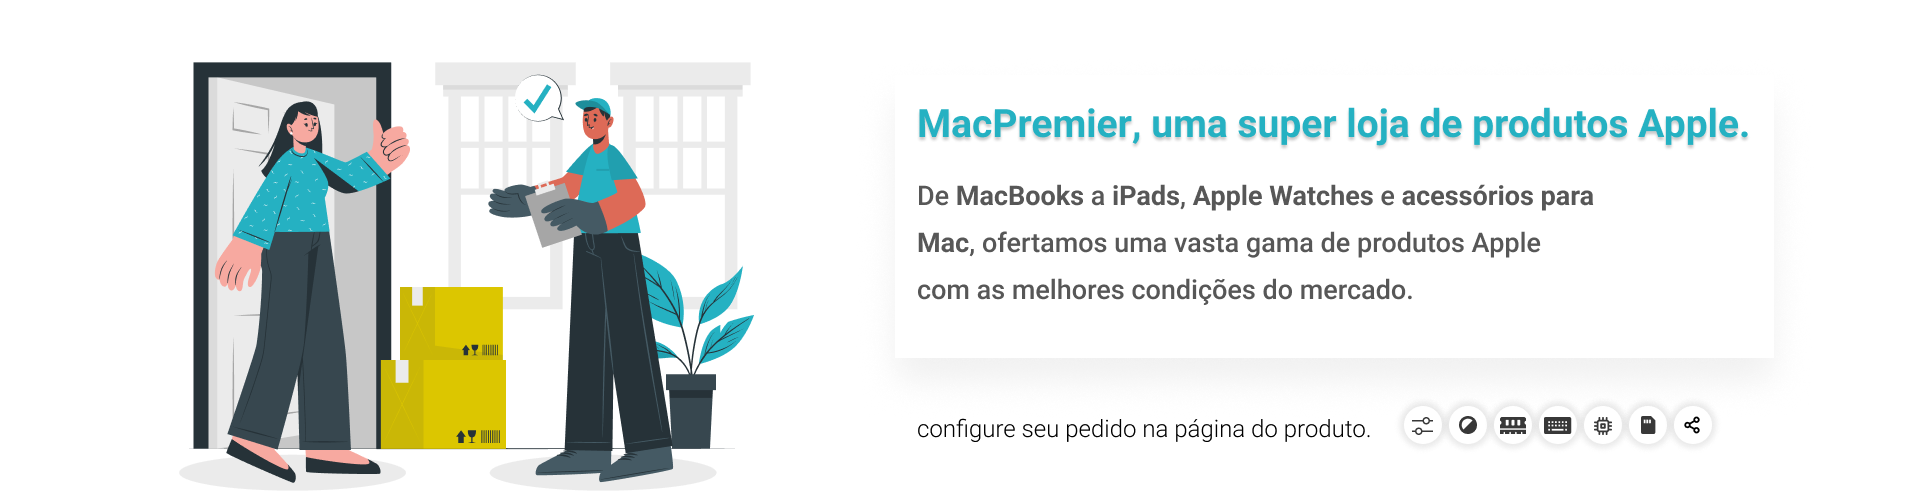 MacPremier, uma super loja de produtos Apple.
De MacBooks a iPads, Apple Watches e acessórios para
Mac, ofertamos uma vasta gama de produtos Apple
com as melhores condições do mercado.
configure seu pedido na página do produto.